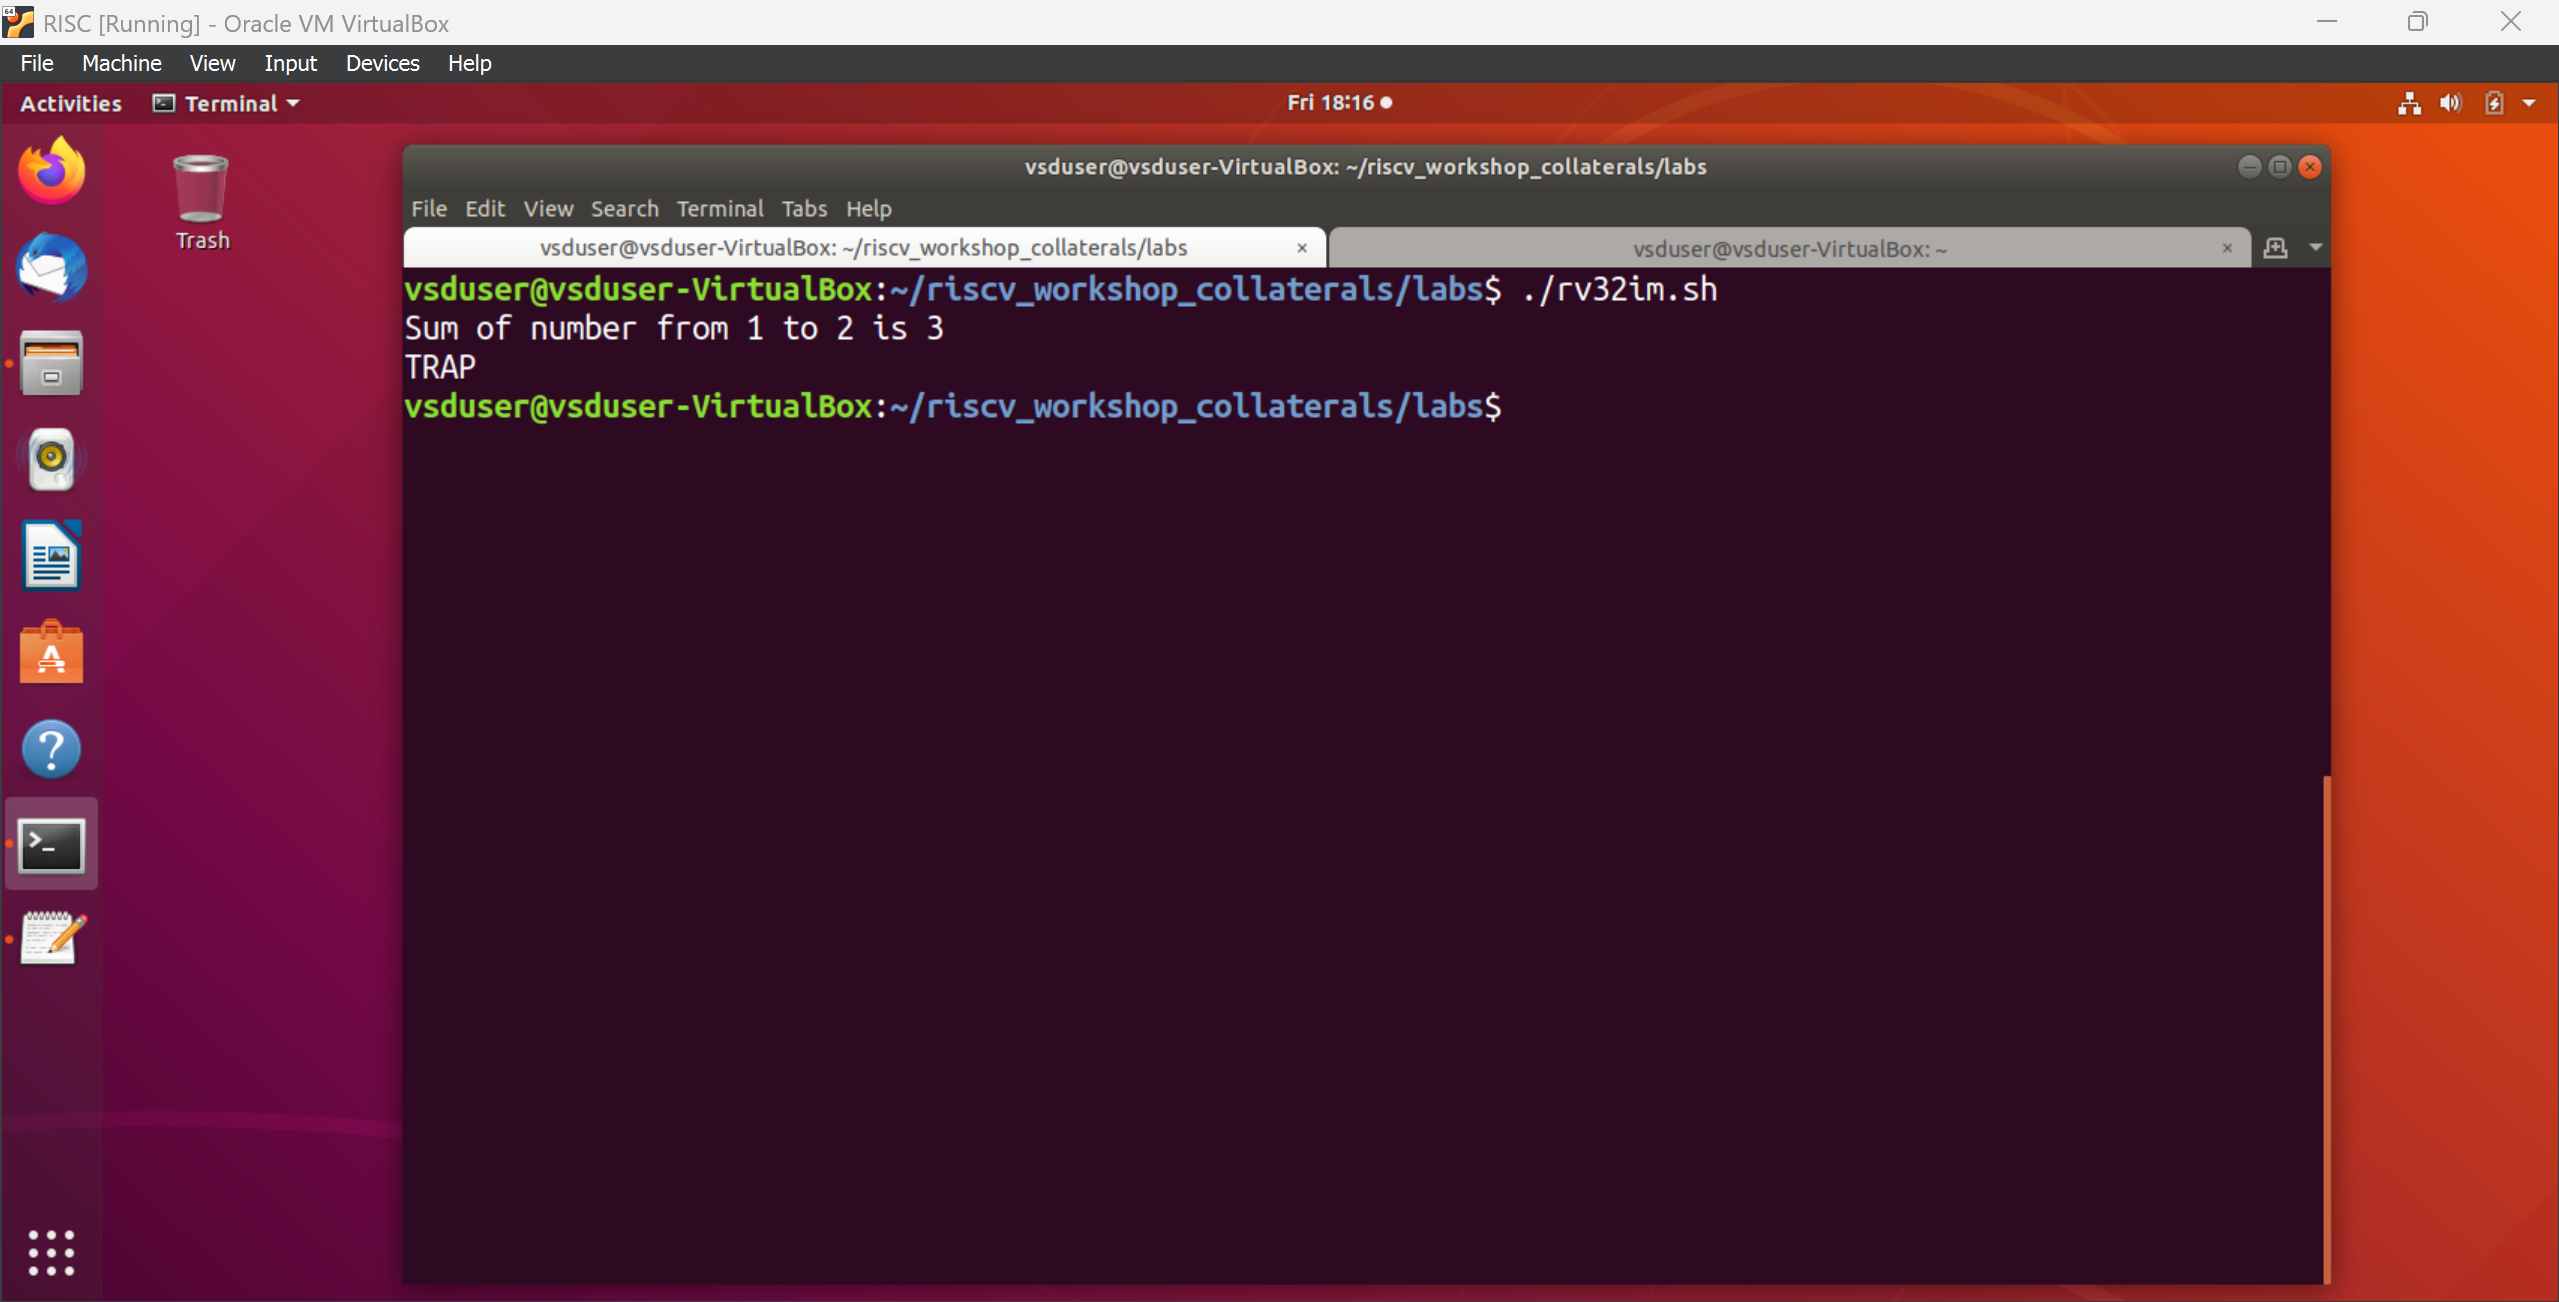 RISC [Running] - Oracle VM VirtualBox
File Machine View Input Devices Help
Activities Terminal Fri 18:16
Trash
vsduser@vsduser-VirtualBox: ~/riscv_workshop_collaterals/labs
File Edit View Search Terminal Tabs Help
vsduser@vsduser-VirtualBox: ~/riscv_workshop_collaterals/labs vsduser@vsduser-VirtualBox: ~
vsduser@vsduser-VirtualBox:~/riscv_workshop_collaterals/labs$ ./rv32im.sh
Sum of number from 1 to 2 is 3
TRAP
vsduser@vsduser-VirtualBox:~/riscv_workshop_collaterals/labs$